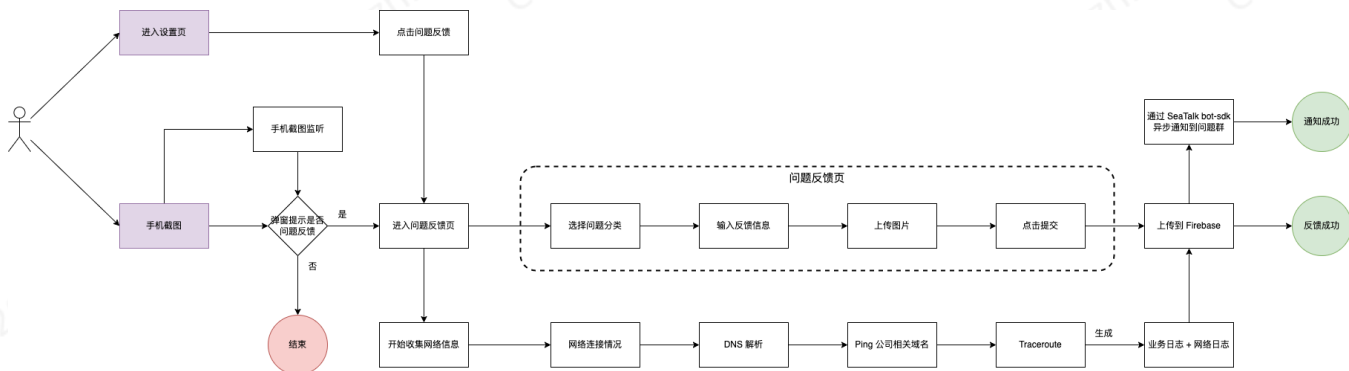 进入设置页
点击问题反馈
手机截图监听
通过 SeaTalk bot-sdk
异步通知到问题群
通知成功
问题反馈页
手机截图
弹窗提示是否
问题反馈
是
进入问题反馈页
选择问题分类
输入反馈信息
上传图片
点击提交
上传到 Firebase
反馈成功
否
结束
开始收集网络信息
网络连接情况
DNS 解析
Ping 公司相关域名
Traceroute
生成
业务日志 + 网络日志